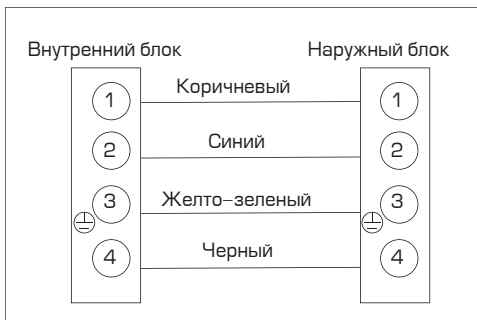 Внутренний блок Наружный блок
1 Коричневый 1
2 Синий 2
3 Желто-зеленый 3
4 Черный 4